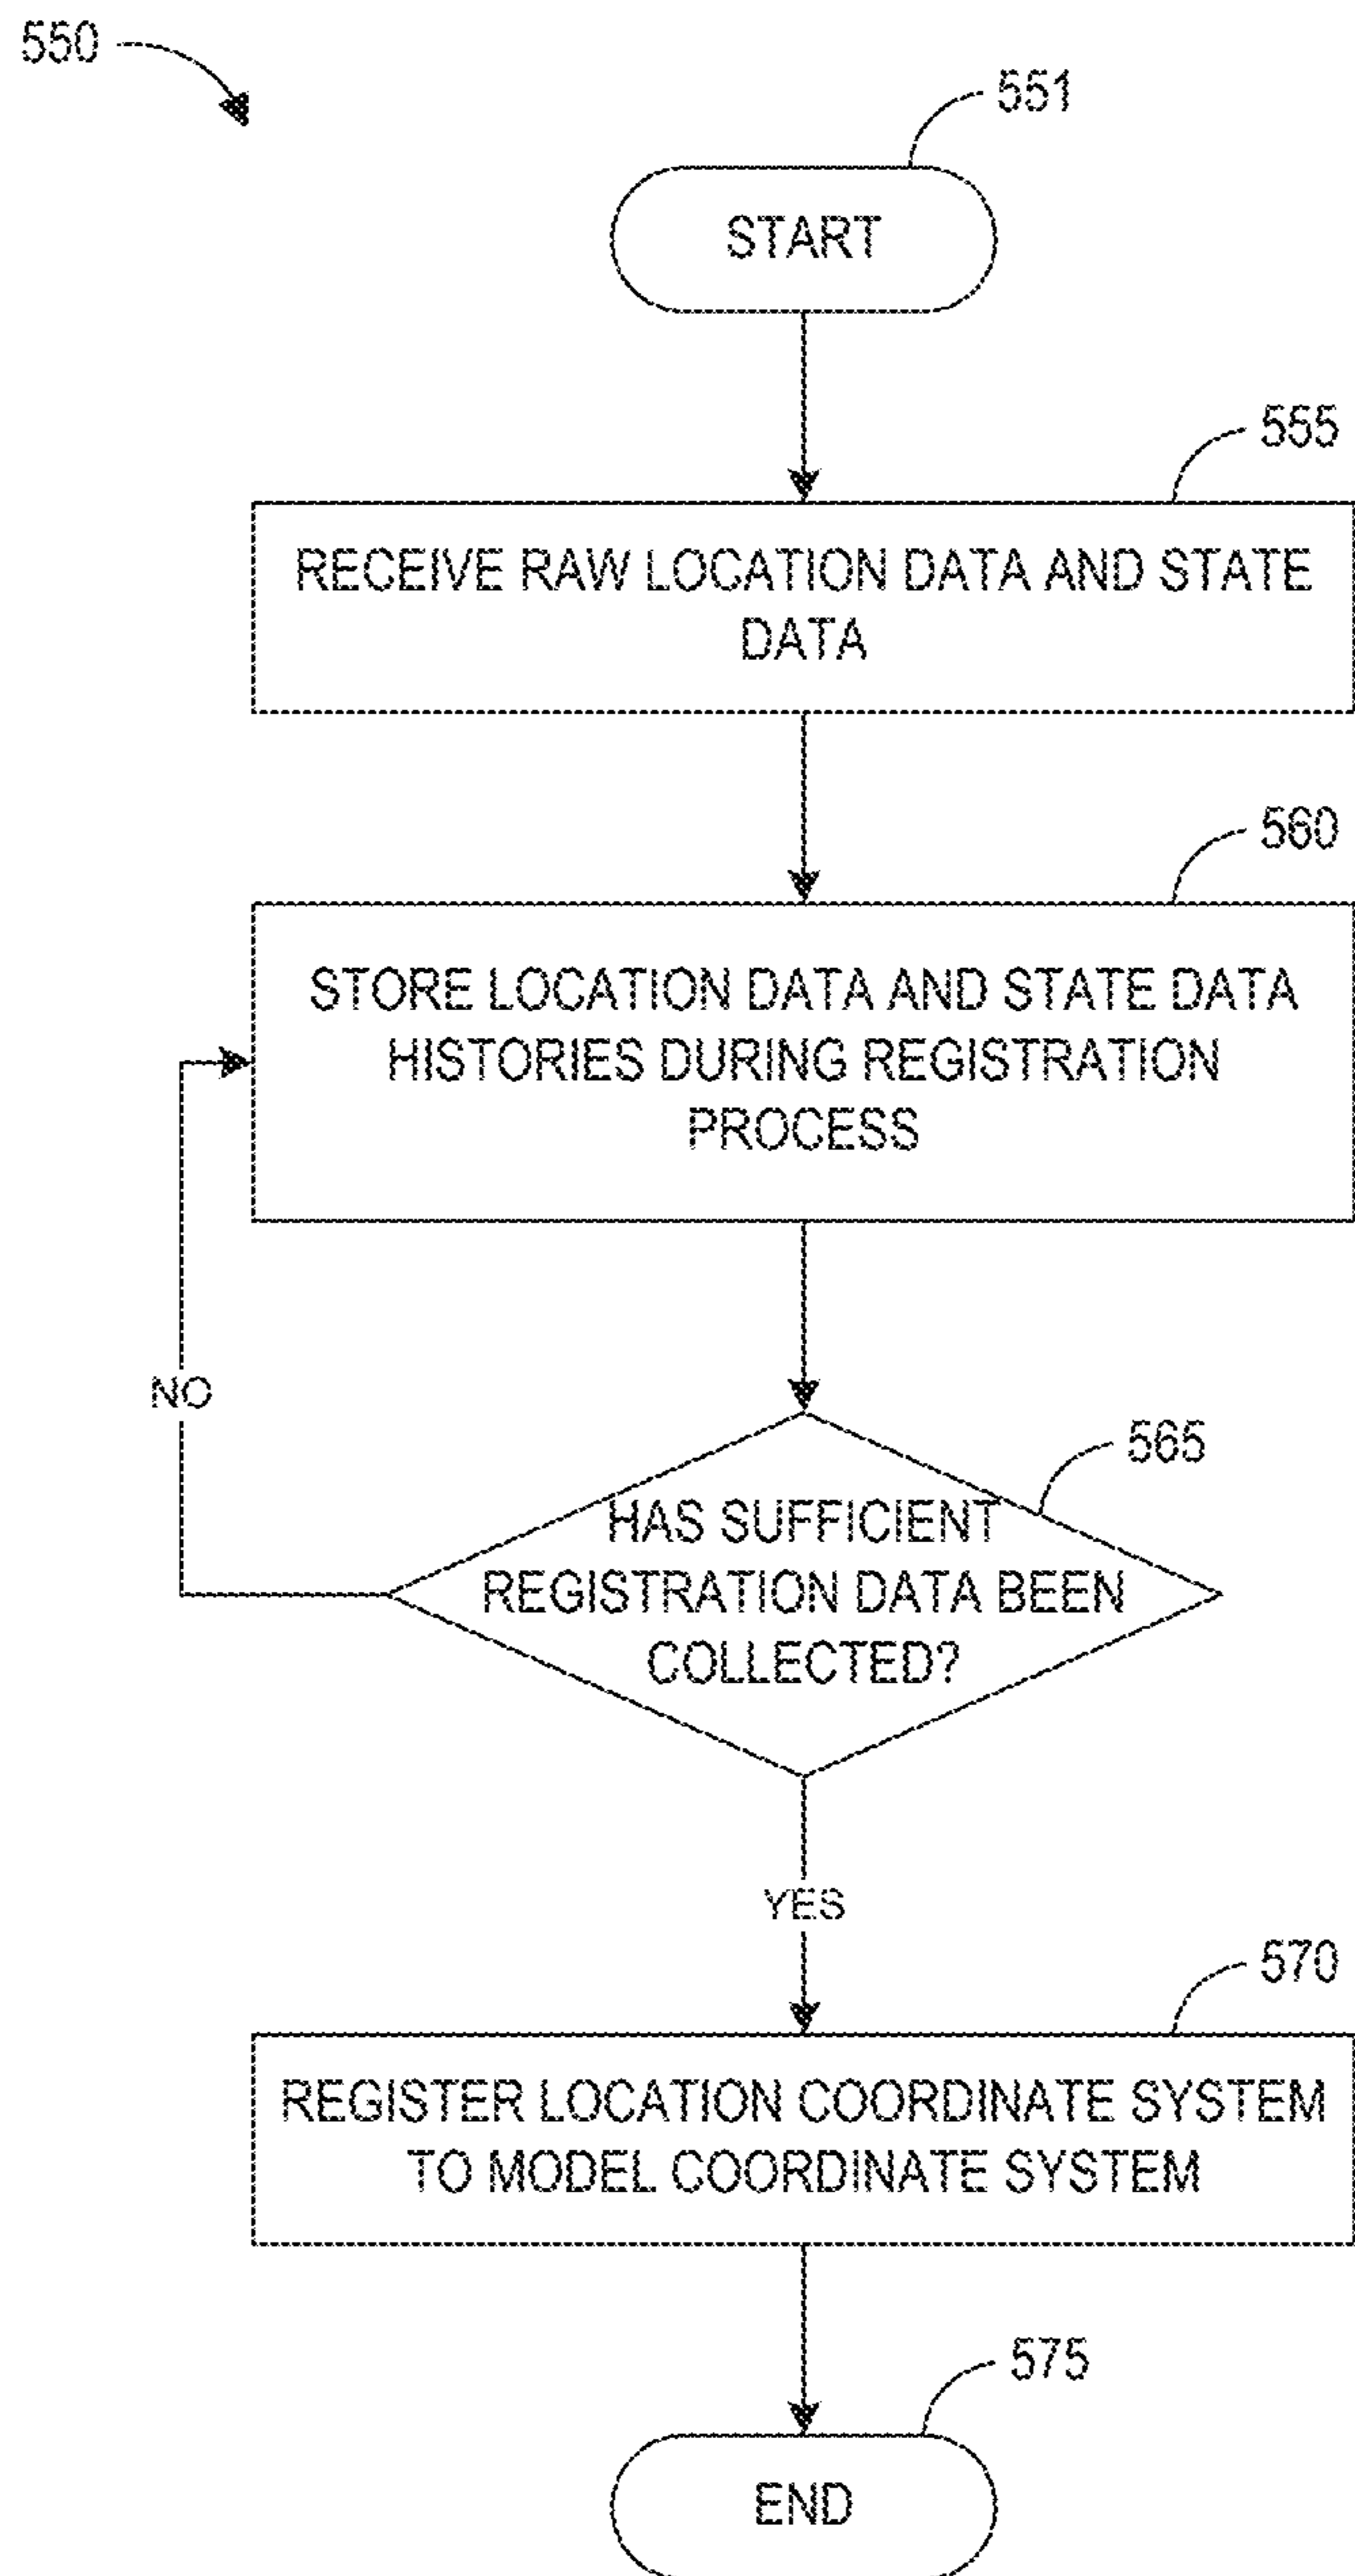 550
551
START
555
RECEIVE RAW LOCATION DATA AND STATE
DATA
560
STORE LOCATION DATA AND STATE DATA
HISTORIES DURING REGISTRATION
PROCESS
NO
565
HAS SUFFICIENT
REGISTRATION DATA BEEN
COLLECTED?
YES
570
REGISTER LOCATION COORDINATE SYSTEM
TO MODEL COORDINATE SYSTEM
575
END